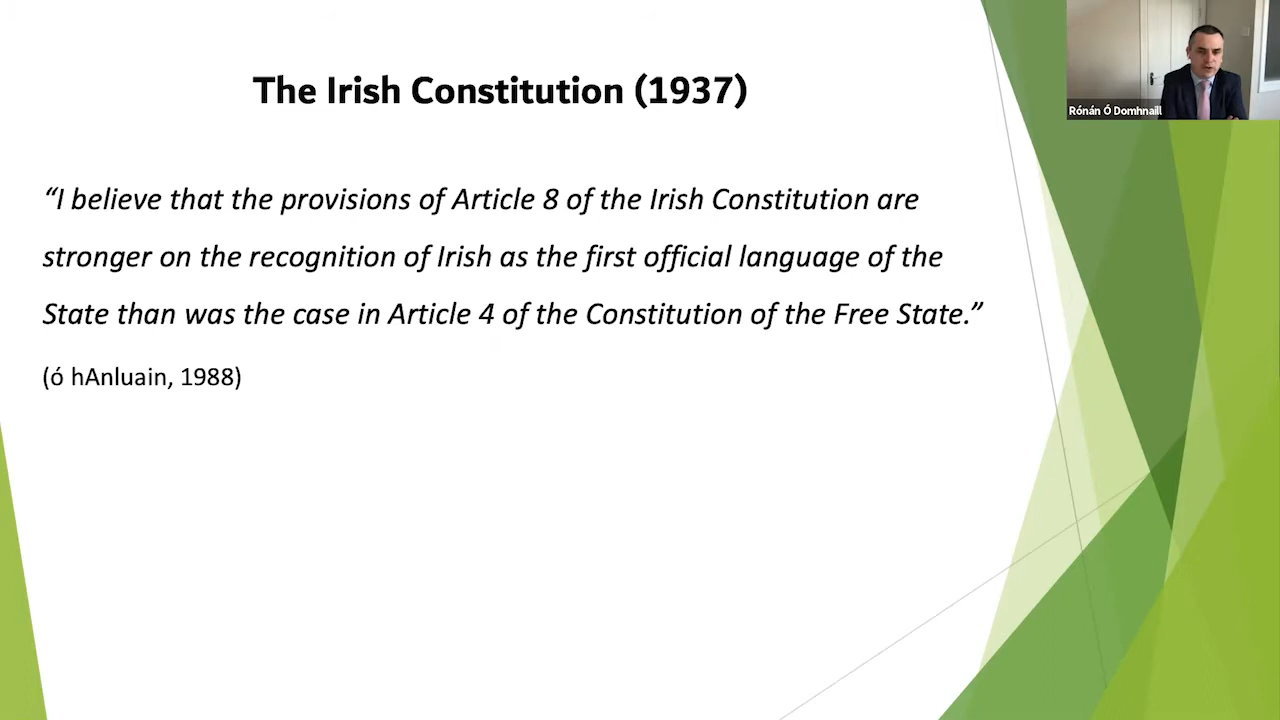 The Irish Constitution (1937)
Rónán Ó Domhnaill
“I believe that the provisions of Article 8 of the Irish Constitution are
stronger on the recognition of Irish as the first official language of the
State than was the case in Article 4 of the Constitution of the Free State.”
(ó hAnluain, 1988)